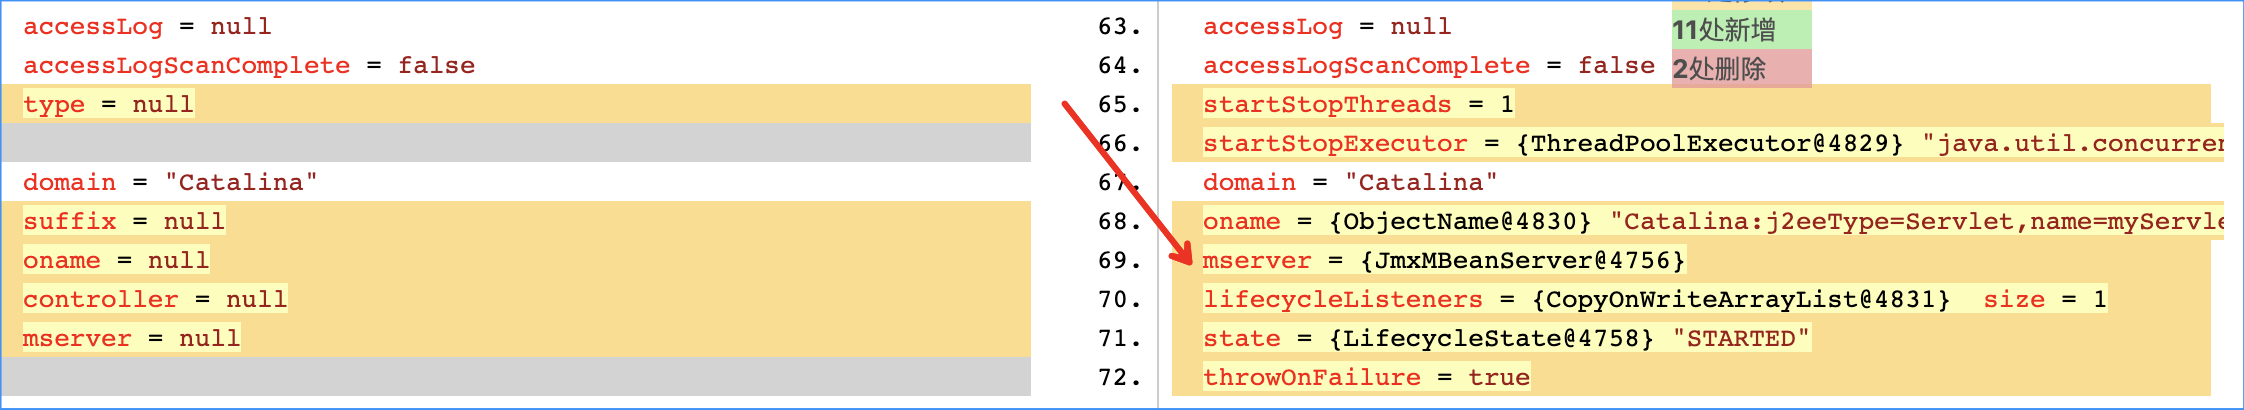 accessLog = null
accessLogScanComplete = false
type = null
domain = "Catalina"
suffix = null
oname = null
controller = null
mserver = null
63. accessLog = null
64. accessLogScanComplete = false
65. startStopThreads = 1
66. startStopExecutor = {ThreadPoolExecutor@4829} "java.util.concurren
67. domain = "Catalina"
68. oname = {ObjectName@4830} "Catalina:j2eeType=Servlet,name=myServle
69. mserver = {JmxMBeanServer@4756}
70. lifecycleListeners = {CopyOnWriteArrayList@4831}  size = 1
71. state = {LifecycleState@4758} "STARTED"
72. throwOnFailure = true
11处新增
2处删除